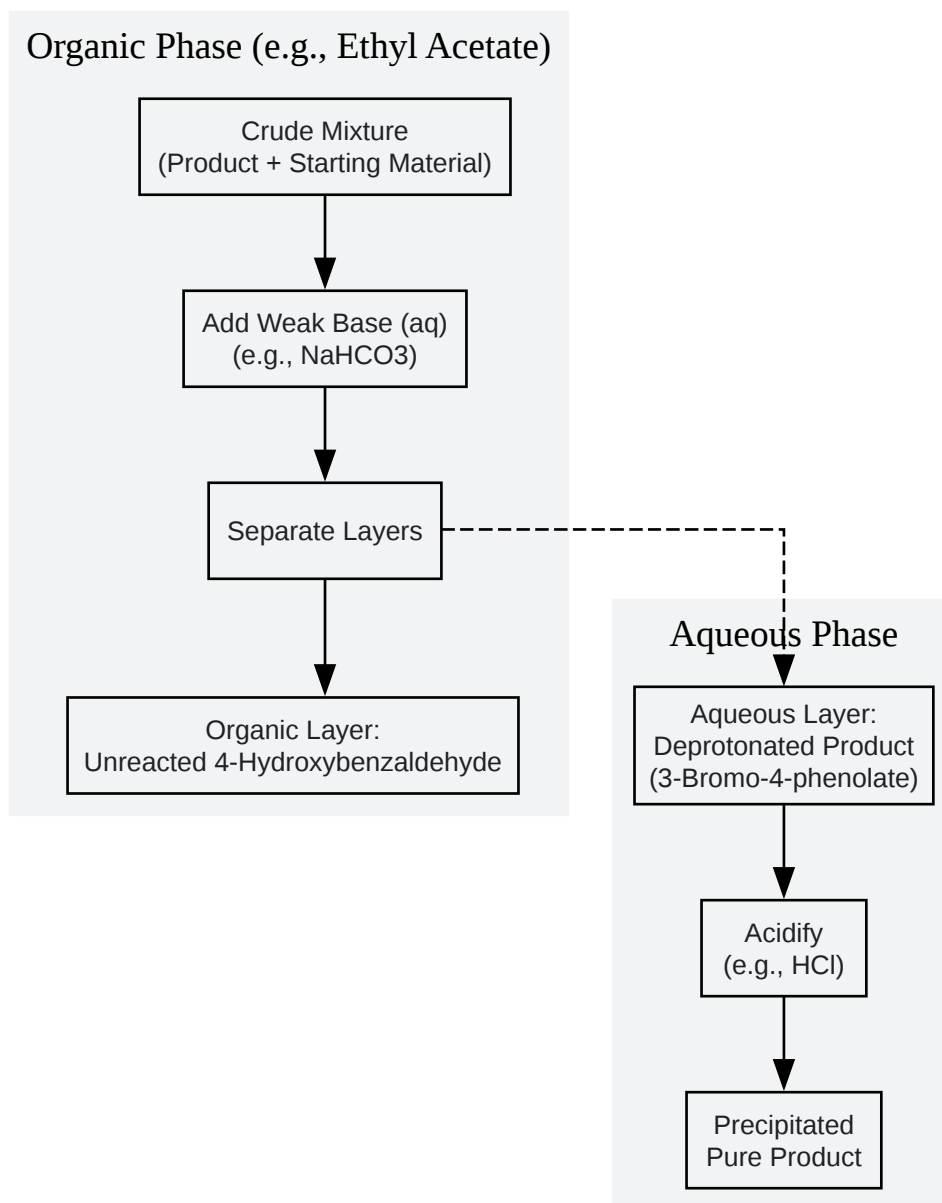 Organic Phase (e.g., Ethyl Acetate)
Crude Mixture
(Product + Starting Material)
Add Weak Base (aq)
(e.g., NaHCO3)
Separate Layers
Organic Layer:
Unreacted 4-Hydroxybenzaldehyde
Aqueous Phase
Aqueous Layer:
Deprotonated Product
(3-Bromo-4-phenolate)
Acidify
(e.g., HCl)
Precipitated
Pure Product